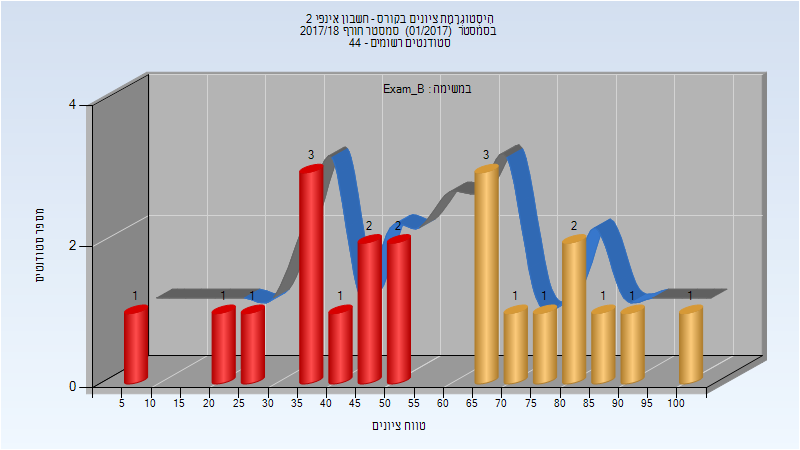 היסטוגרמת ציונים בקורס - חשבון אינפי 2
בסמסטר (01/2017) סמסטר חורף 2017/18
סטודנטים רשומים - 44
במשימה : Exam_B
מספר סטודנטים
4
2
0
1
1
1
3
1
2
2
3
1
1
2
1
1
1
5 10 15 20 25 30 35 40 45 50 55 60 65 70 75 80 85 90 95 100
טווח ציונים